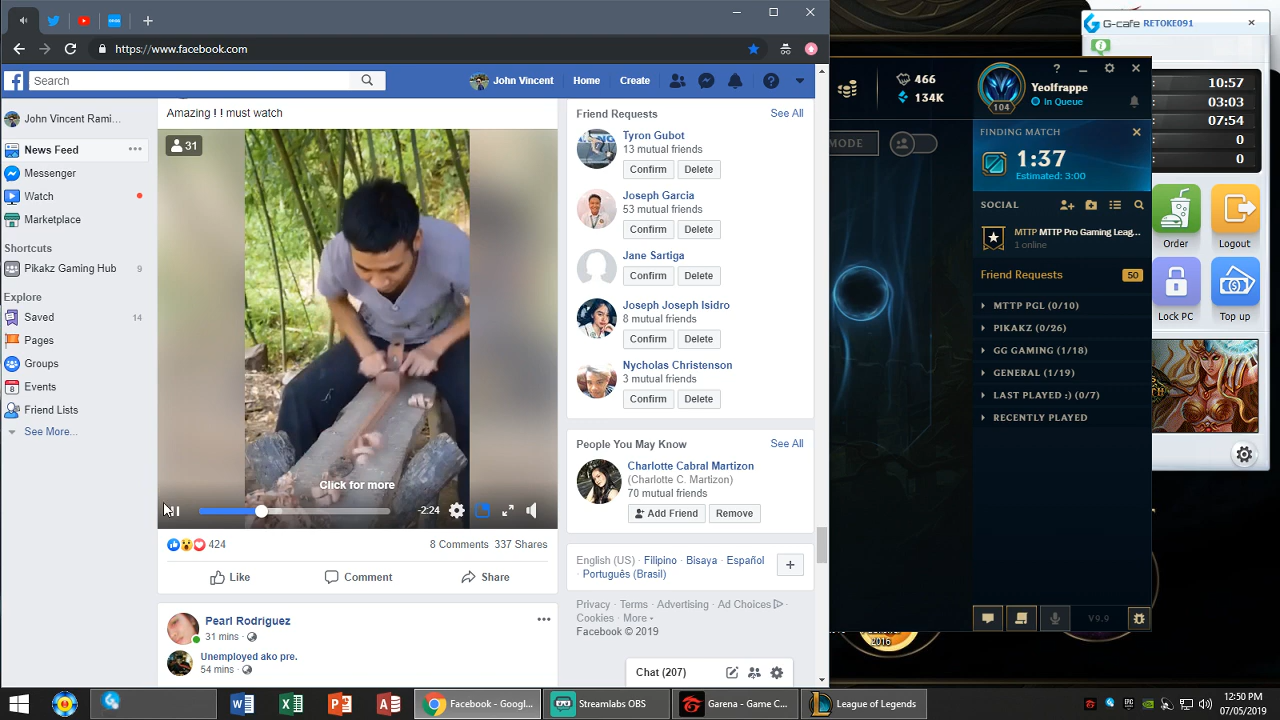 https://www.facebook.com
Search
John Vincent
Home
Create
John Vincent Rami...
News Feed
Messenger
Watch
Marketplace
Shortcuts
Pikakz Gaming Hub 9
Explore
Saved 14
Pages
Groups
8 Events
Friend Lists
See More...
Amazing ! ! must watch
31
Click for more
-2:24
424
8 Comments 337 Shares
Like Comment Share
Pearl Rodriguez
31 mins ·
Unemployed ako pre.
54 mins ·
Friend Requests See All
Tyron Gubot
13 mutual friends
Confirm Delete
Joseph Garcia
53 mutual friends
Confirm Delete
Jane Sartiga
Confirm Delete
Joseph Joseph Isidro
8 mutual friends
Confirm Delete
Nycholas Christenson
3 mutual friends
Confirm Delete
People You May Know See All
Charlotte Cabral Martizon
(Charlotte C. Martizon)
70 mutual friends
Add Friend Remove
English (US) · Filipino · Bisaya · Español
· Português (Brasil)
Privacy · Terms · Advertising · Ad Choices ·
Cookies · More
Facebook © 2019
Chat (207)
466
134K
MODE
104
Yeolfrappe
In Queue
FINDING MATCH
1:37
Estimated: 3:00
SOCIAL
MTTP MTTP Pro Gaming Leag...
1 online
Friend Requests 50
MTTP PGL (0/10)
PIKAKZ (0/26)
GG GAMING (1/18)
GENERAL (1/19)
LAST PLAYED :) (0/7)
RECENTLY PLAYED
V9.9
G-cafe RETOKE091
: 10:57
: 03:03
: 07:54
: 0
: 0
Order Logout
Lock PC Top up
2016
Facebook - Googl...
Streamlabs OBS
Garena - Game C...
League of Legends
12:50 PM
07/05/2019